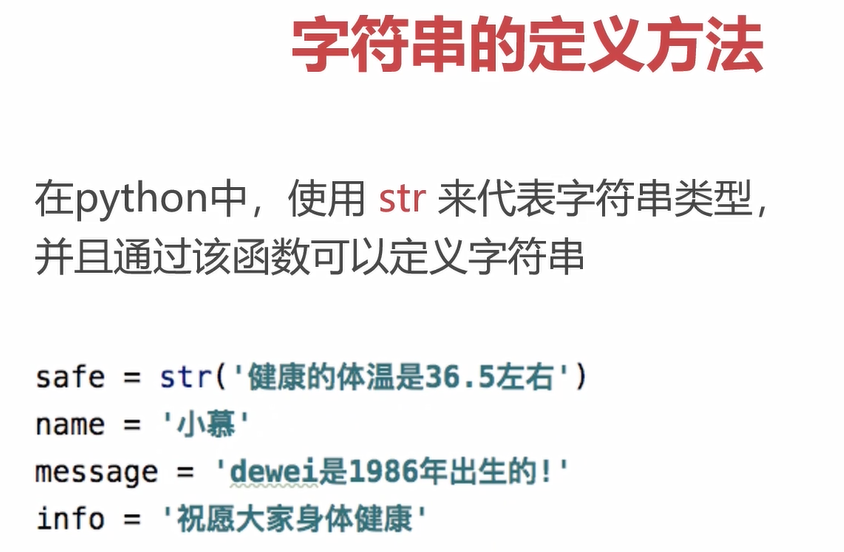 字符串的定义方法
在python中，使用 str 来代表字符串类型，
并且通过该函数可以定义字符串
safe = str('健康的体温是36.5左右')
name = '小慕'
message = 'dewei是1986年出生的!'
info = '祝愿大家身体健康'